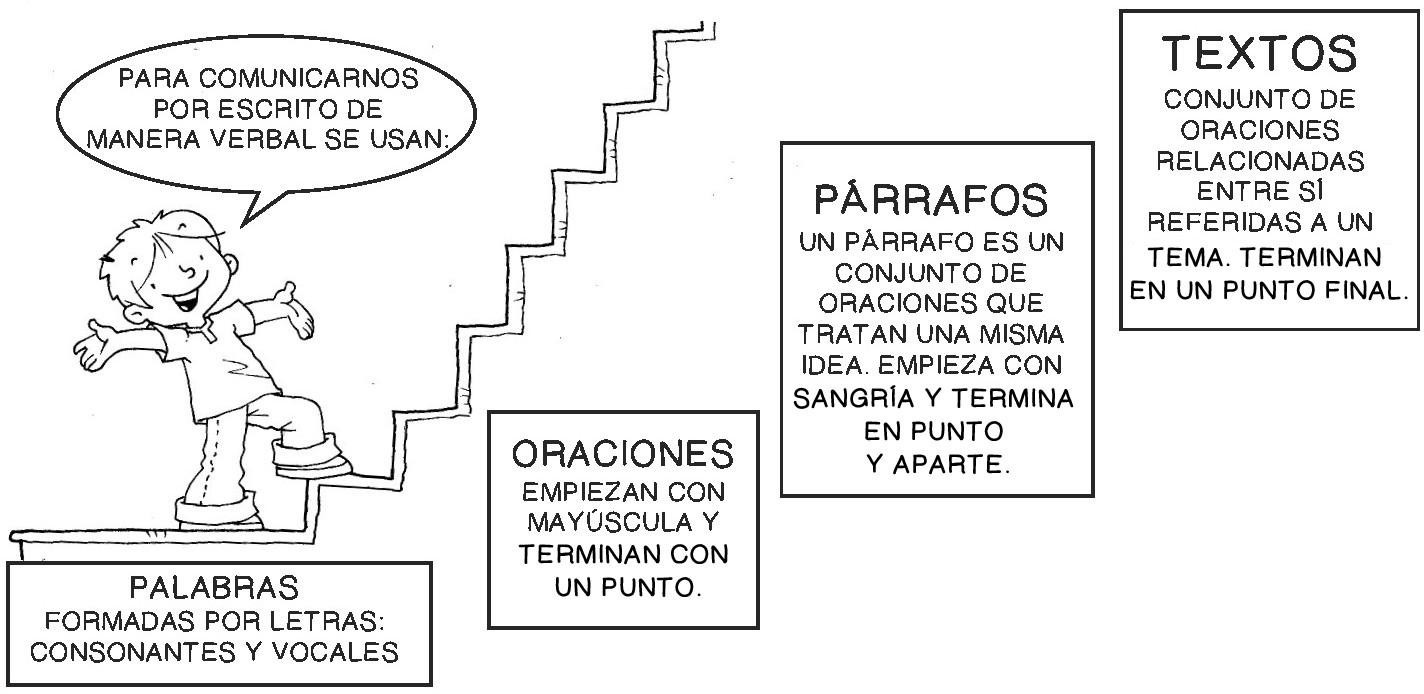 PARA COMUNICARNOS
POR ESCRITO DE
MANERA VERBAL SE USAN:
PALABRAS
FORMADAS POR LETRAS:
CONSONANTES Y VOCALES
ORACIONES
EMPIEZAN CON
MAYÚSCULA Y
TERMINAN CON
UN PUNTO.
PÁRRAFOS
UN PÁRRAFO ES UN
CONJUNTO DE
ORACIONES QUE
TRATAN UNA MISMA
IDEA. EMPIEZA CON
SANGRÍA Y TERMINA
EN PUNTO
Y APARTE.
TEXTOS
CONJUNTO DE
ORACIONES
RELACIONADAS
ENTRE SÍ
REFERIDAS A UN
TEMA. TERMINAN
EN UN PUNTO FINAL.